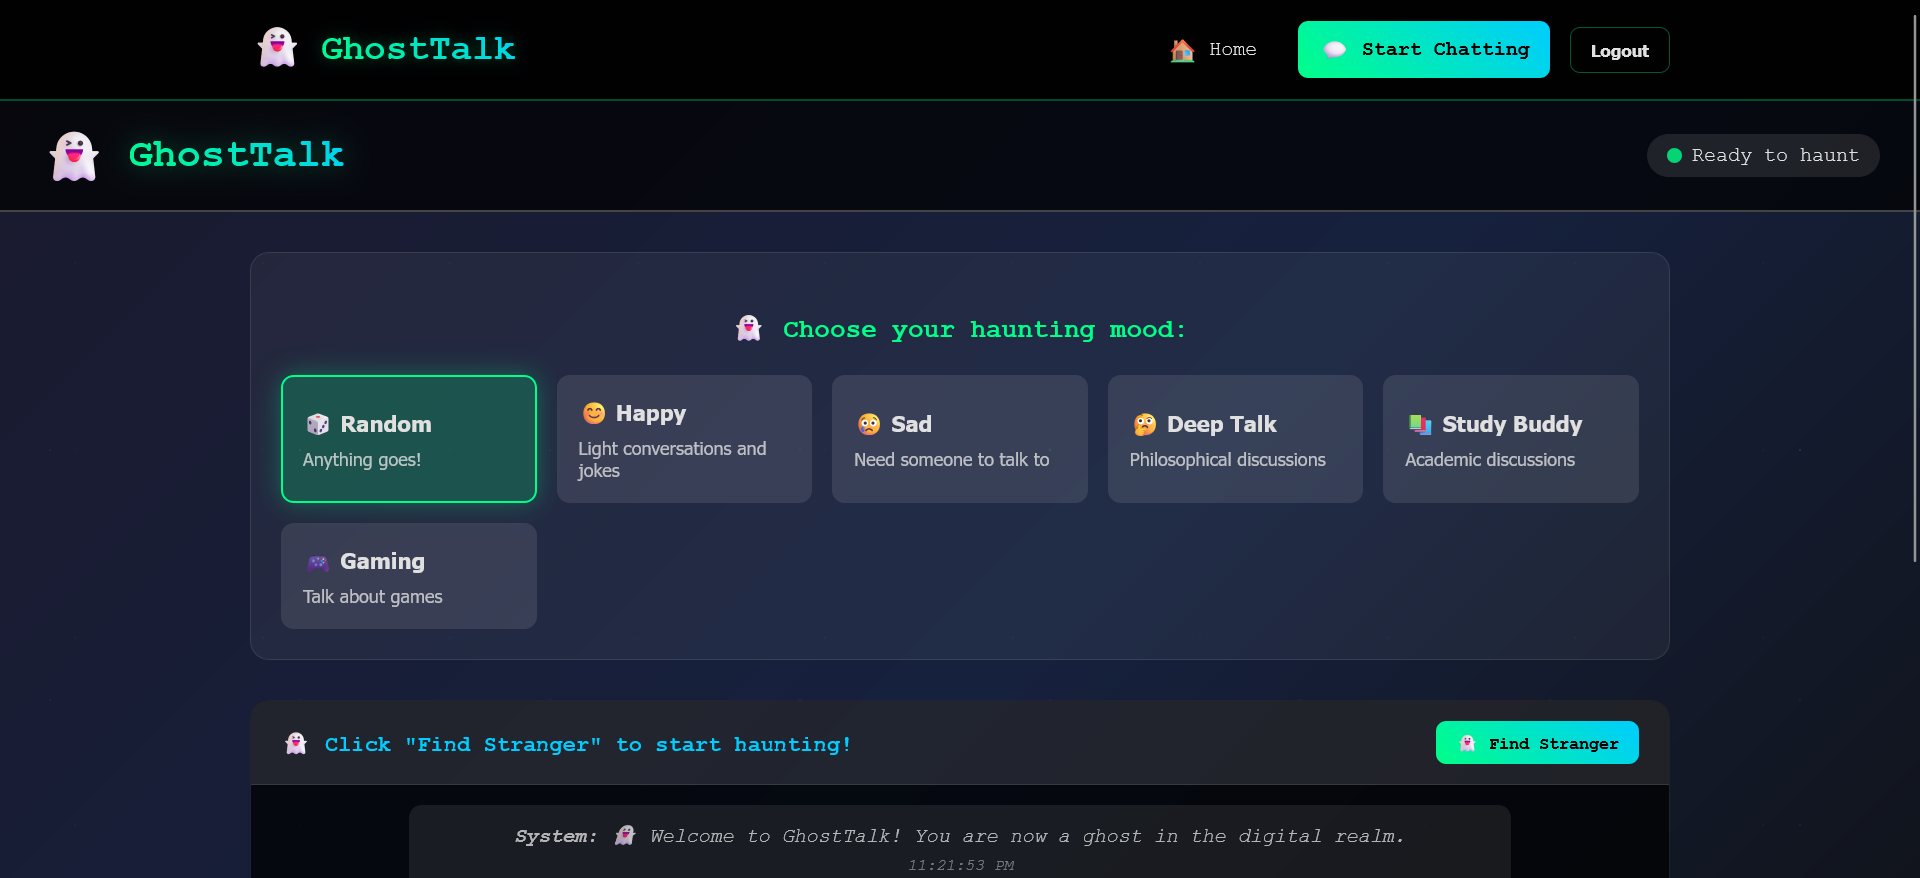 GhostTalk
Home
Start Chatting
Logout
GhostTalk
Ready to haunt
Choose your haunting mood:
Random
Anything goes!
Happy
Light conversations and
jokes
Sad
Need someone to talk to
Deep Talk
Philosophical discussions
Study Buddy
Academic discussions
Gaming
Talk about games
Click "Find Stranger" to start haunting!
Find Stranger
System: Welcome to GhostTalk! You are now a ghost in the digital realm.
11:21:53 PM